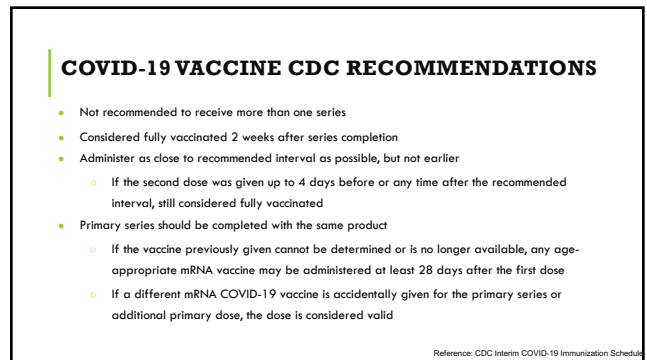 COVID-19 VACCINE CDC RECOMMENDATIONS
● Not recommended to receive more than one series
● Considered fully vaccinated 2 weeks after series completion
● Administer as close to recommended interval as possible, but not earlier
○ If the second dose was given up to 4 days before or any time after the recommended
interval, still considered fully vaccinated
● Primary series should be completed with the same product
○ If the vaccine previously given cannot be determined or is no longer available, any age-
appropriate mRNA vaccine may be administered at least 28 days after the first dose
○ If a different mRNA COVID-19 vaccine is accidentally given for the primary series or
additional primary dose, the dose is considered valid
Reference: CDC Interim COVID-19 Immunization Schedule